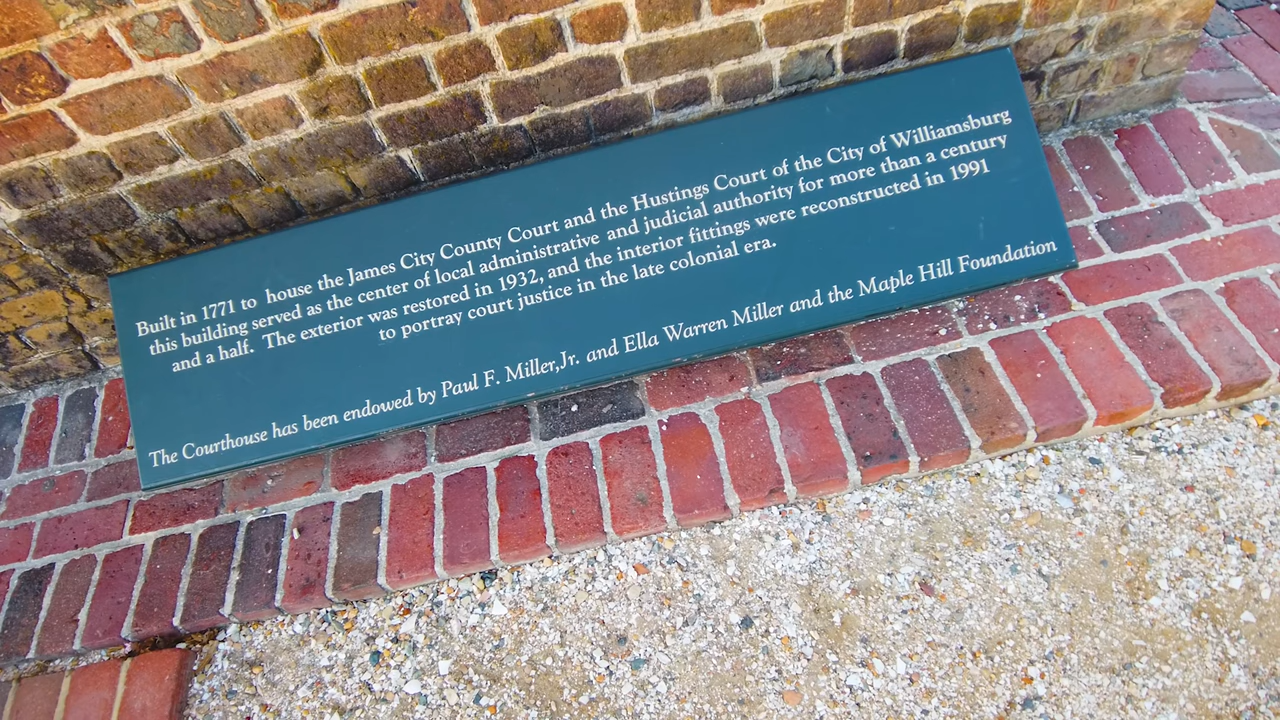 Built in 1771 to house the James City County Court and the Hustings Court of the City of Williamsburg
this building served as the center of local administrative and judicial authority for more than a century
and a half. The exterior was restored in 1932, and the interior fittings were reconstructed in 1991
to portray court justice in the late colonial era.
The Courthouse has been endowed by Paul F. Miller, Jr. and Ella Warren Miller and the Maple Hill Foundation